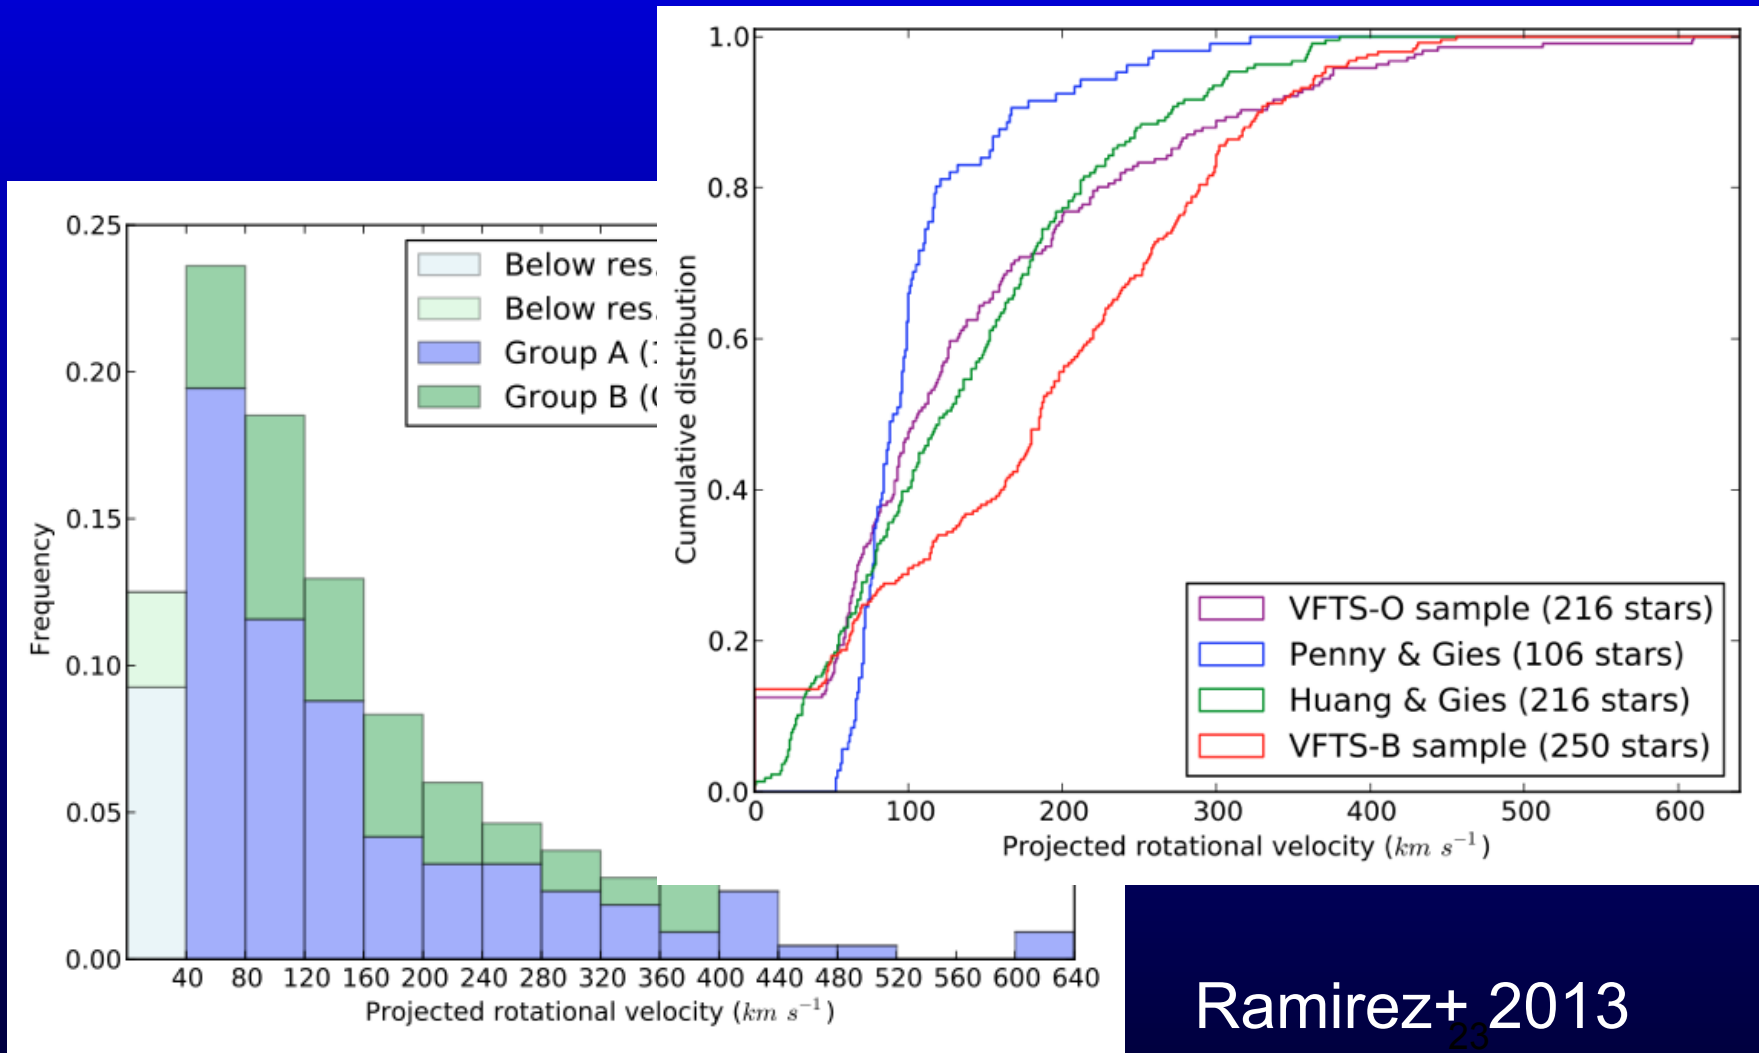 0.25
0.20
0.15
0.10
0.05
0.00
Frequency
Below res.
Below res.
Group A (
Group B (
40 80 120 160 200 240 280 320 360 400 440 480 520 560 600 640
Projected rotational velocity (km s⁻¹)
1.0
0.8
0.6
0.4
0.2
0.0
Cumulative distribution
VFTS-O sample (216 stars)
Penny & Gies (106 stars)
Huang & Gies (216 stars)
VFTS-B sample (250 stars)
0 100 200 300 400 500 600
Projected rotational velocity (km s⁻¹)
Ramirez+ 2013
23